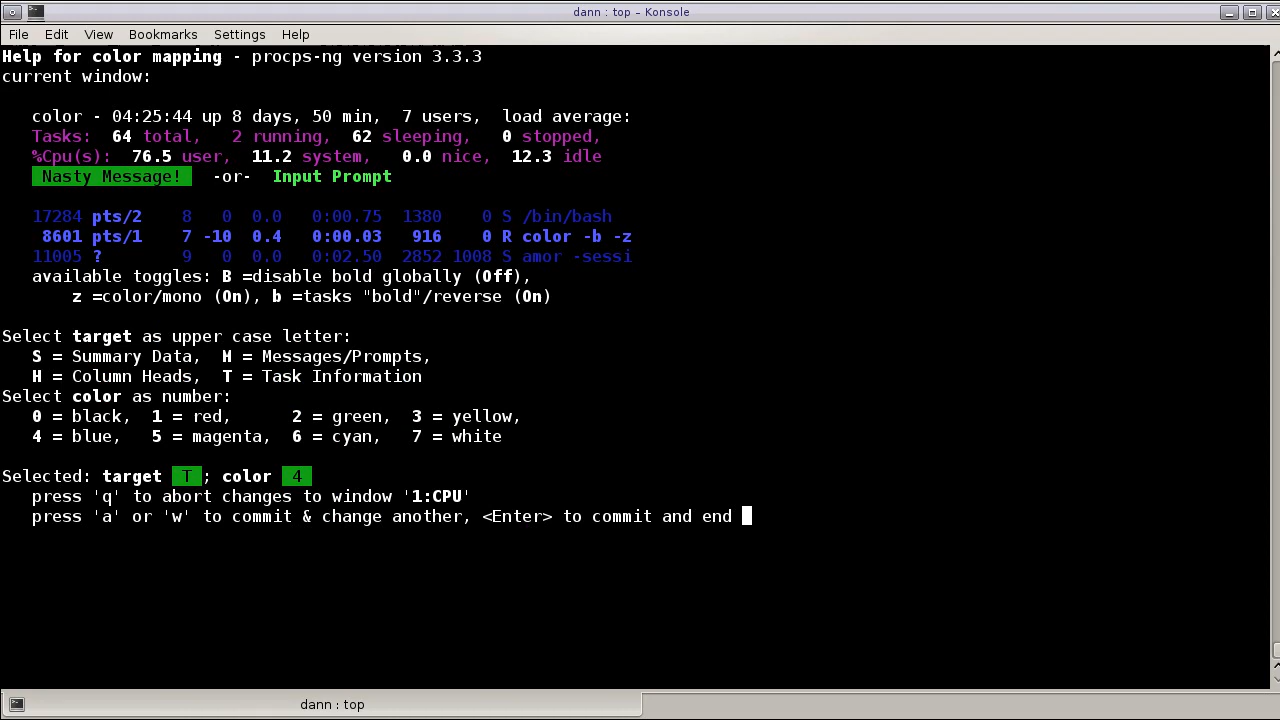 dann : top – Konsole
File Edit View Bookmarks Settings Help
Help for color mapping - procps-ng version 3.3.3
current window:
color - 04:25:44 up 8 days, 50 min, 7 users, load average:
Tasks: 64 total, 2 running, 62 sleeping, 0 stopped,
%Cpu(s): 76.5 user, 11.2 system, 0.0 nice, 12.3 idle
Nasty Message! -or- Input Prompt
17284 pts/2 8 0 0.0 0:00.75 1380 0 S /bin/bash
8601 pts/1 7 -10 0.4 0:00.03 916 0 R color -b -z
11005 ? 9 0 0.0 0:02.50 2852 1008 S amor -sessi
available toggles: B =disable bold globally (Off),
z =color/mono (On), b =tasks "bold"/reverse (On)
Select target as upper case letter:
S = Summary Data, M = Messages/Prompts,
H = Column Heads, T = Task Information
Select color as number:
0 = black, 1 = red, 2 = green, 3 = yellow,
4 = blue, 5 = magenta, 6 = cyan, 7 = white
Selected: target T ; color 4
press 'q' to abort changes to window '1:CPU'
press 'a' or 'w' to commit & change another, <Enter> to commit and end
dann : top